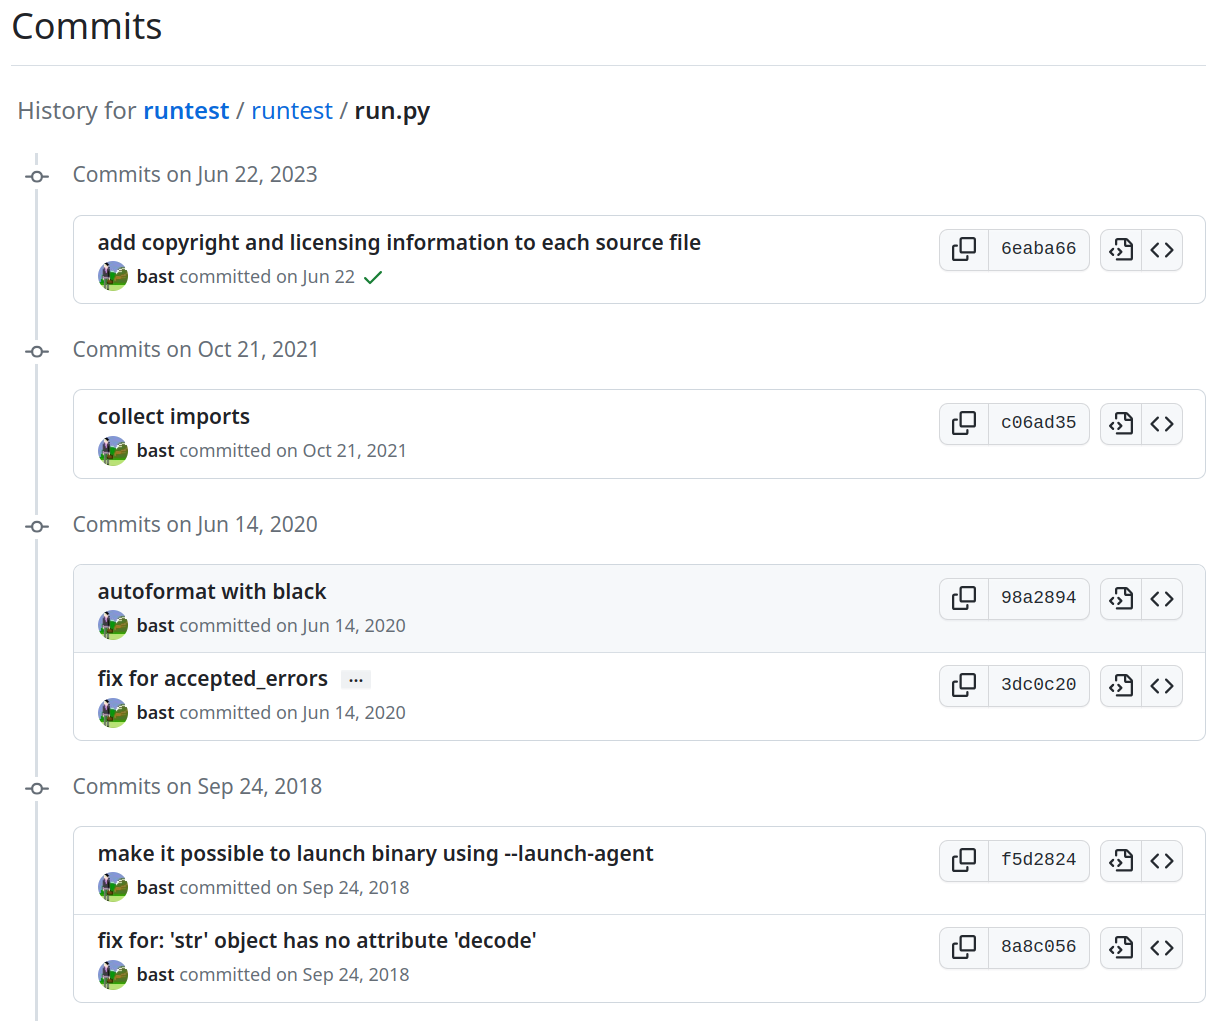 Commits
History for runtest / runtest / run.py
Commits on Jun 22, 2023
add copyright and licensing information to each source file
6eaba66
bast committed on Jun 22
Commits on Oct 21, 2021
collect imports
c06ad35
bast committed on Oct 21, 2021
Commits on Jun 14, 2020
autoformat with black
98a2894
bast committed on Jun 14, 2020
fix for accepted_errors ...
3dc0c20
bast committed on Jun 14, 2020
Commits on Sep 24, 2018
make it possible to launch binary using --launch-agent
f5d2824
bast committed on Sep 24, 2018
fix for: 'str' object has no attribute 'decode'
8a8c056
bast committed on Sep 24, 2018